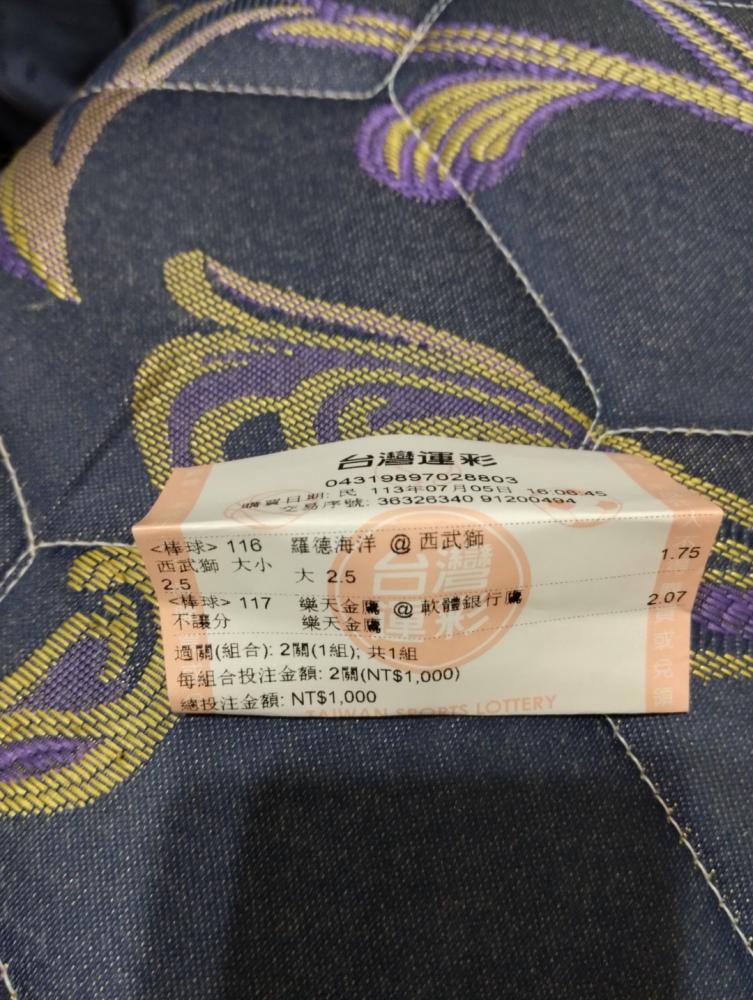 台灣運彩
04319897028803
購買日期: 民 113年07月05日 16:06:45
交易序號: 36326340 91200494
<棒球> 116 羅德海洋 @ 西武獅 1.75
西武獅 大小 大 2.5
2.5
<棒球> 117 樂天金鷹 @ 軟體銀行鷹 2.07
不讓分 樂天金鷹
過關(組合): 2關(1組); 共1組
每組合投注金額: 2關(NT$1,000)
總投注金額: NT$1,000
TAIWAN SPORTS LOTTERY
台灣
運彩